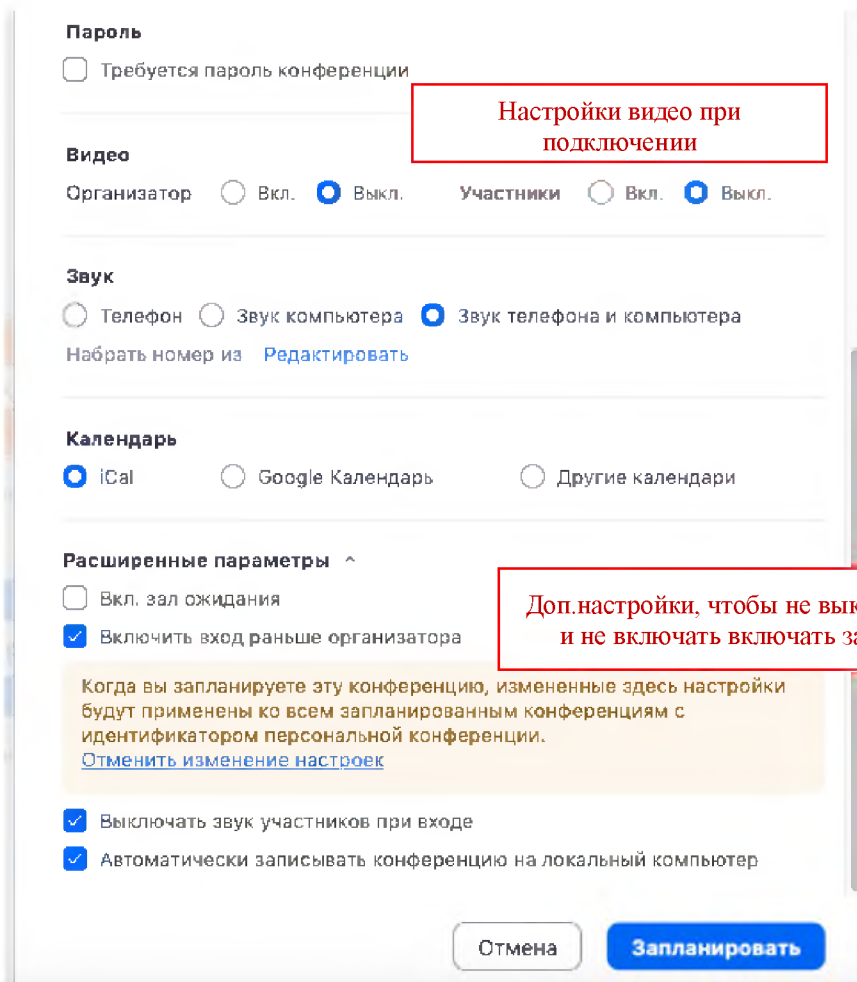 Пароль
Требуется пароль конференции
Настройки видео при
подключении
Видео
Организатор Вкл. Выкл. Участники Вкл. Выкл.
Звук
Телефон Звук компьютера Звук телефона и компьютера
Набрать номер из Редактировать
Календарь
iCal Google Календарь Другие календари
Расширенные параметры
Вкл. зал ожидания
Доп.настройки, чтобы не вык
Включить вход раньше организатора
и не включать включать за
Когда вы запланируете эту конференцию, измененные здесь настройки
будут применены ко всем запланированным конференциям с
идентификатором персональной конференции.
Отменить изменение настроек
Выключать звук участников при входе
Автоматически записывать конференцию на локальный компьютер
Отмена Запланировать